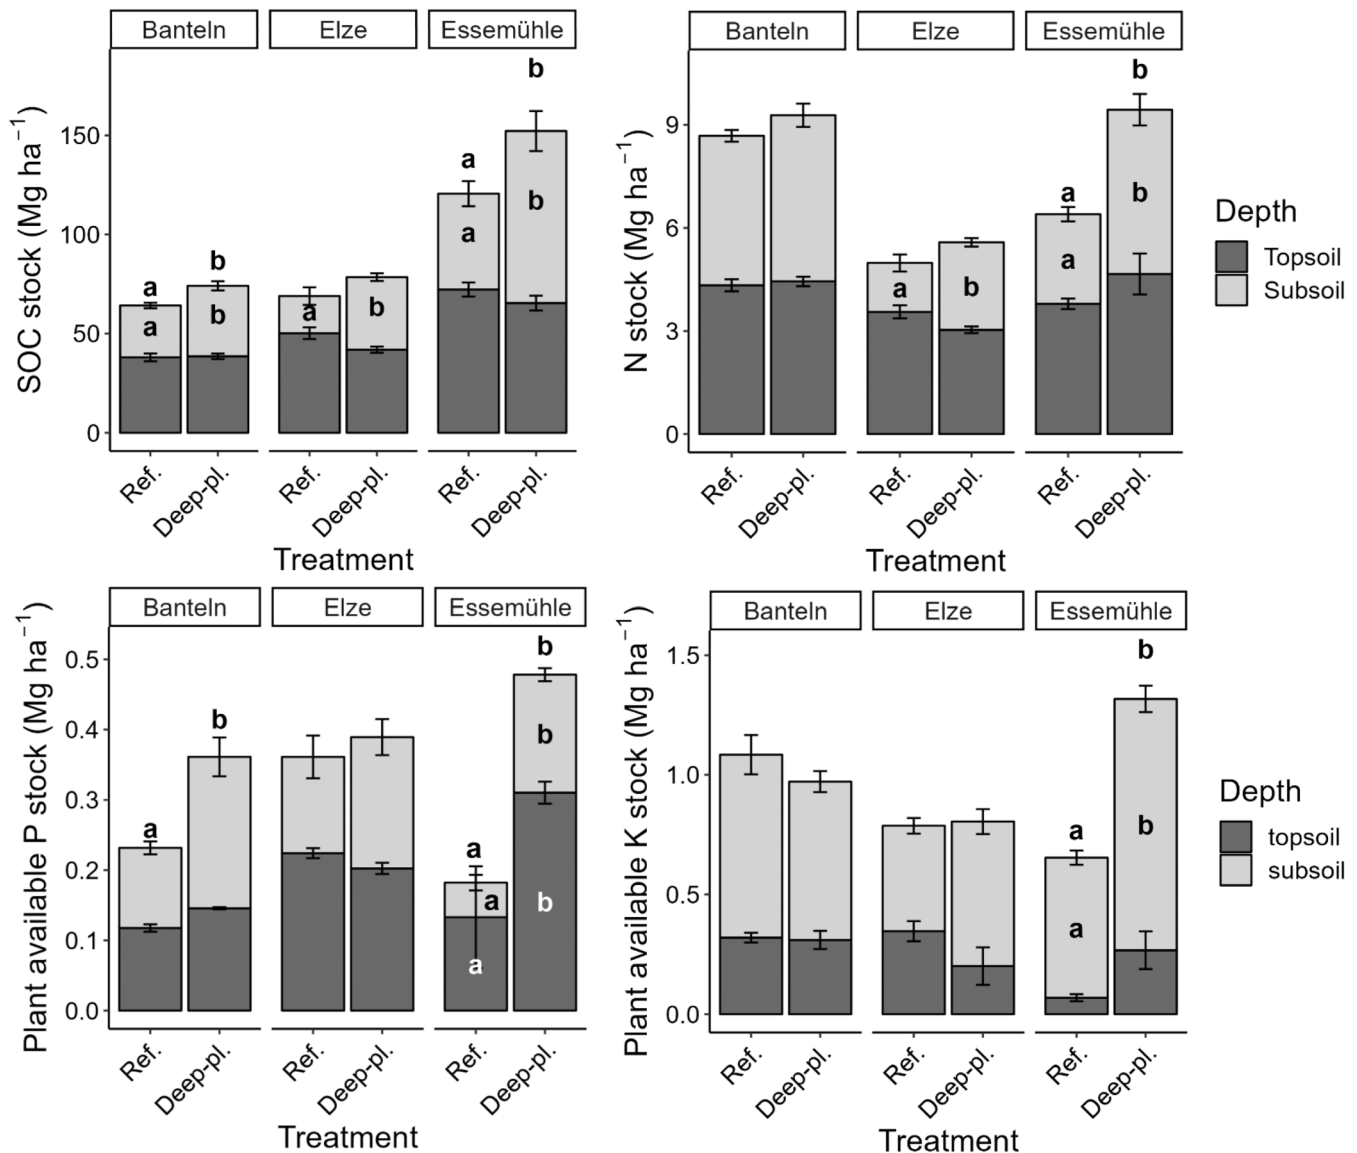 Banteln Elze Essemühle
SOC stock (Mg ha⁻¹)
150
100
50
0
a b a b a b
a b a b
Ref. Deep-pl. Ref. Deep-pl. Ref. Deep-pl.
Treatment
Banteln Elze Essemühle
N stock (Mg ha⁻¹)
9
6
3
0
a b
a b a b
Ref. Deep-pl. Ref. Deep-pl. Ref. Deep-pl.
Treatment
Depth
Topsoil
Subsoil
Banteln Elze Essemühle
Plant available P stock (Mg ha⁻¹)
0.5
0.4
0.3
0.2
0.1
0.0
a b a b
a b
a b
Ref. Deep-pl. Ref. Deep-pl. Ref. Deep-pl.
Treatment
Banteln Elze Essemühle
Plant available K stock (Mg ha⁻¹)
1.5
1.0
0.5
0.0
a b
a b
Ref. Deep-pl. Ref. Deep-pl. Ref. Deep-pl.
Treatment
Depth
topsoil
subsoil